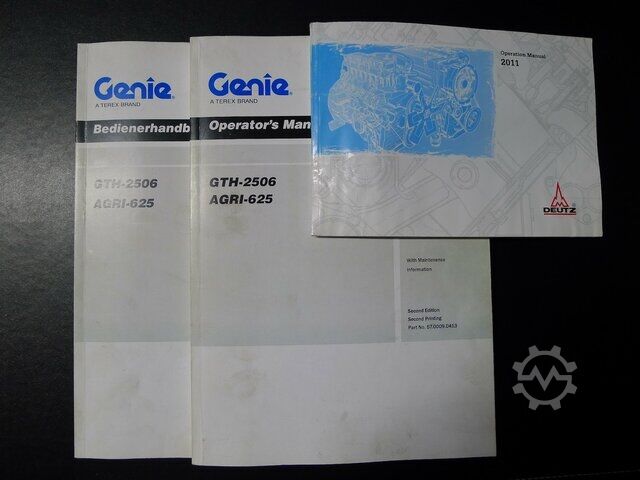 Genie
A TEREX BRAND
Bedienerhandb
GTH-2506
AGRI-625
Genie
A TEREX BRAND
Operator's Man
GTH-2506
AGRI-625
With Maintenance
Information
Second Edition
Second Printing
Part No. 57.0009.0453
Operation Manual
2011
DEUTZ